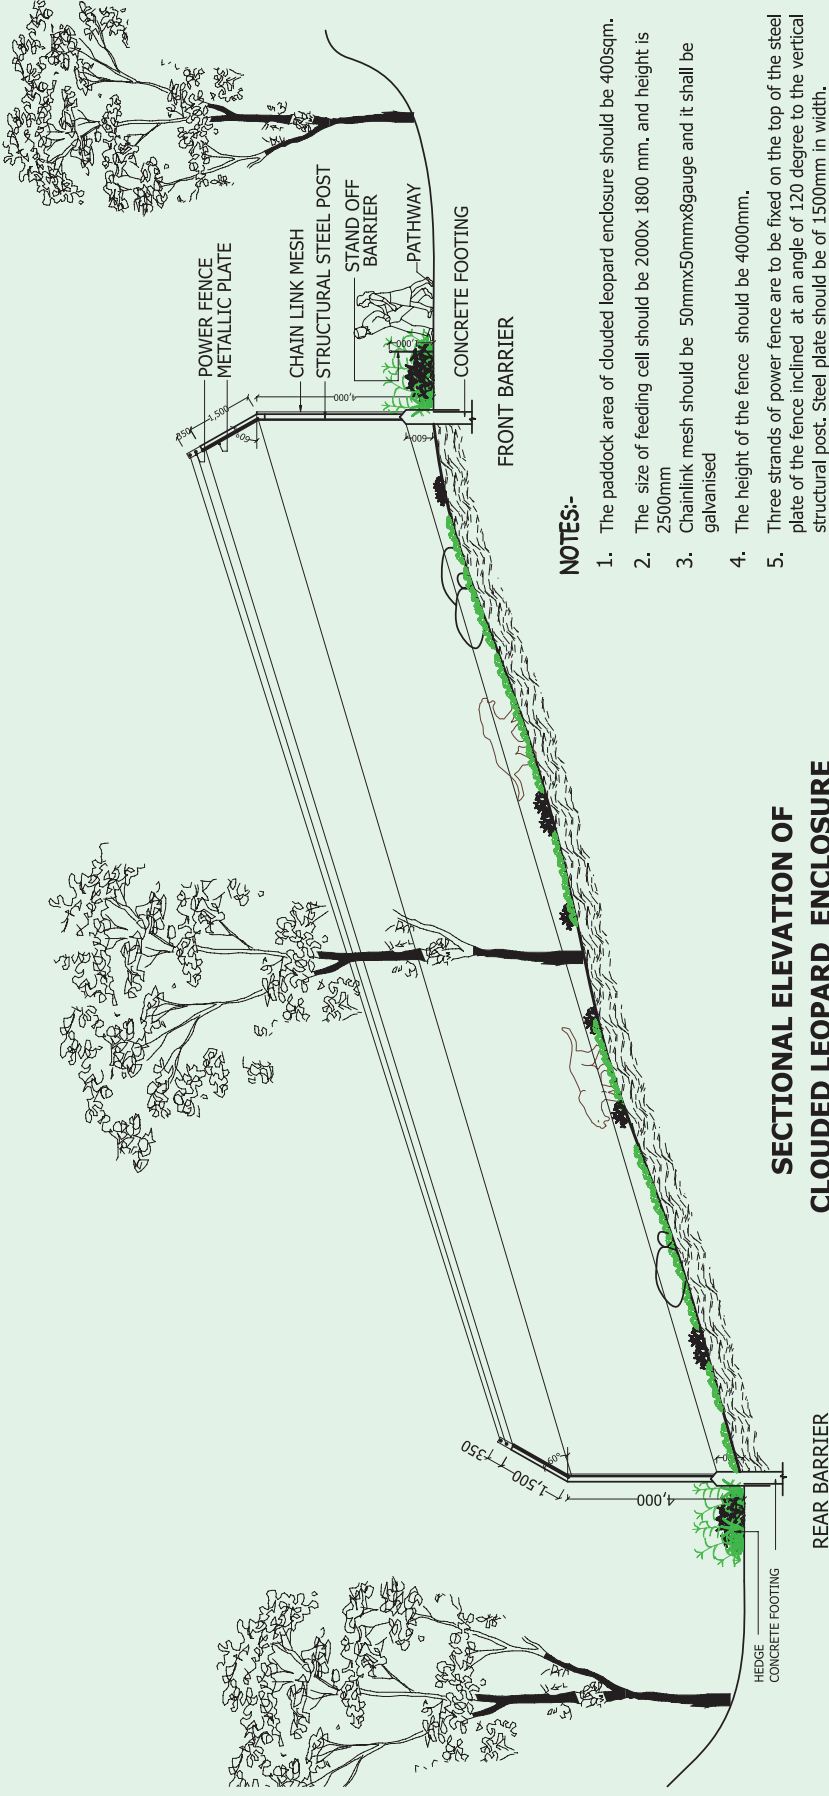 POWER FENCE
METALLIC PLATE
CHAIN LINK MESH
STRUCTURAL STEEL POST
STAND OFF
BARRIER
PATHWAY
CONCRETE FOOTING
350
1,500
60°
4,000
600
1,000
FRONT BARRIER
350
1,500
60°
4,000
HEDGE
CONCRETE FOOTING
REAR BARRIER
NOTES:-
1. The paddock area of clouded leopard enclosure should be 400sqm.
2. The size of feeding cell should be 2000x 1800 mm. and height is
2500mm
3. Chainlink mesh should be 50mmx50mmx8gauge and it shall be
galvanised
4. The height of the fence should be 4000mm.
5. Three strands of power fence are to be fixed on the top of the steel
plate of the fence inclined at an angle of 120 degree to the vertical
structural post. Steel plate should be of 1500mm in width.
SECTIONAL ELEVATION OF
CLOUDED LEOPARD ENCLOSURE